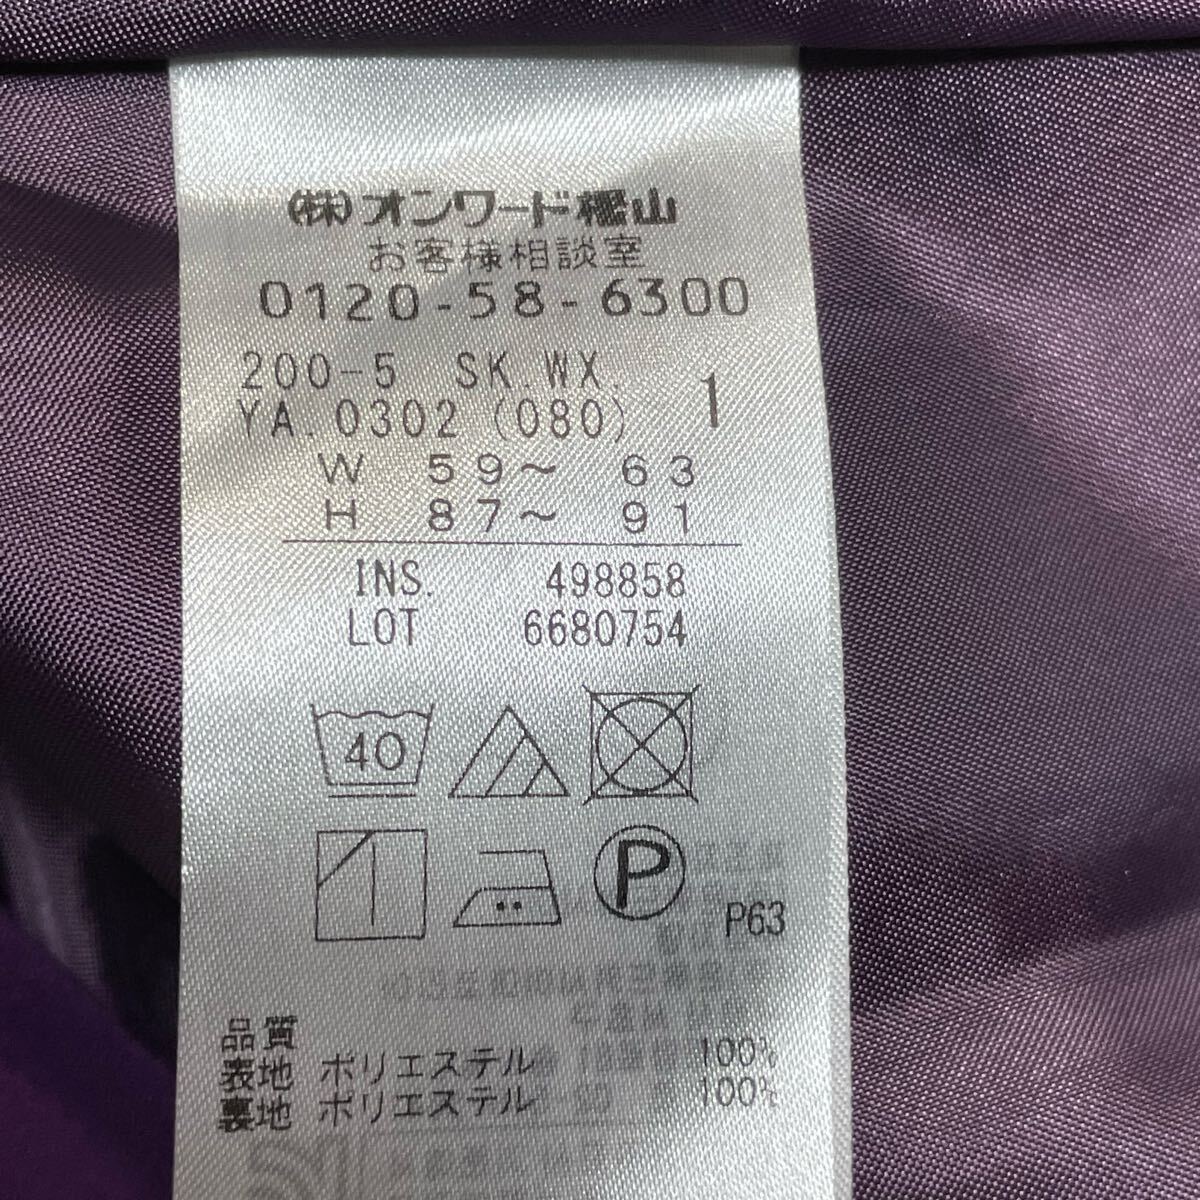 ㈱オンワード樫山
お客様相談室
0120-58-6300
200-5 SK.WX.
YA.0302 (080) 1
W 59～ 63
H 87～ 91
INS. 498858
LOT 6680754
40
P
P63
品質
表地 ポリエステル 100%
裏地 ポリエステル 100%